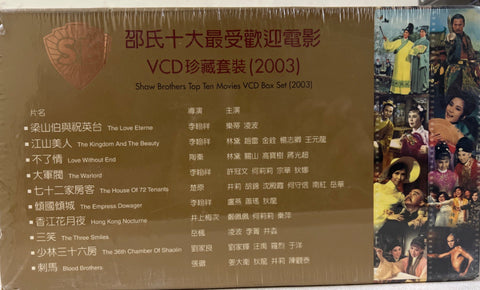 SB
邵氏十大最受歡迎電影
VCD珍藏套裝(2003)
Shaw Brothers Top Ten Movies VCD Box Set (2003)
片名 導演 主演
梁山伯與祝英台 The Love Eterne 李翰祥 樂蒂 凌波
江山美人 The Kingdom And The Beauty 李翰祥 林黛 趙雷 金銓 楊志卿 王元龍
不了情 Love Without End 陶秦 林黛 關山 高寶樹 蔣光超
大軍閥 The Warlord 李翰祥 許冠文 何莉莉 宗華 狄娜
七十二家房客 The House Of 72 Tenants 楚原 井莉 胡錦 沈殿霞 何守信 南紅 岳華
傾國傾城 The Empress Dowager 李翰祥 盧燕 蕭瑤 狄龍
香江花月夜 Hong Kong Nocturne 井上梅次 鄭佩佩 何莉莉 秦萍
三笑 The Three Smiles 岳楓 凌波 李菁 井淼
少林三十六房 The 36th Chamber Of Shaolin 劉家良 劉家輝 汪禹 羅烈 于洋
刺馬 Blood Brothers 張徹 姜大衛 狄龍 井莉 陳觀泰